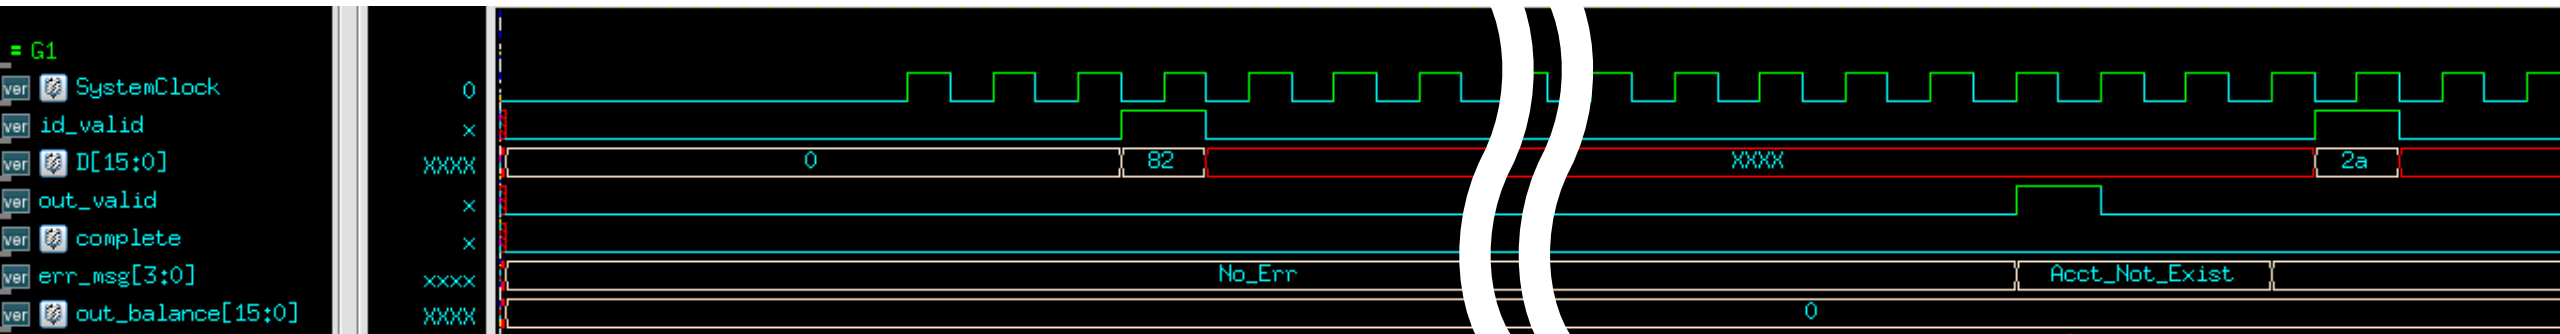 = G1
ver SystemClock 0
ver id_valid x
ver D[15:0] XXXX 0 82 XXXX 2a
ver out_valid x
ver complete x
ver err_msg[3:0] xxxx No_Err Acct_Not_Exist
ver out_balance[15:0] XXXX 0